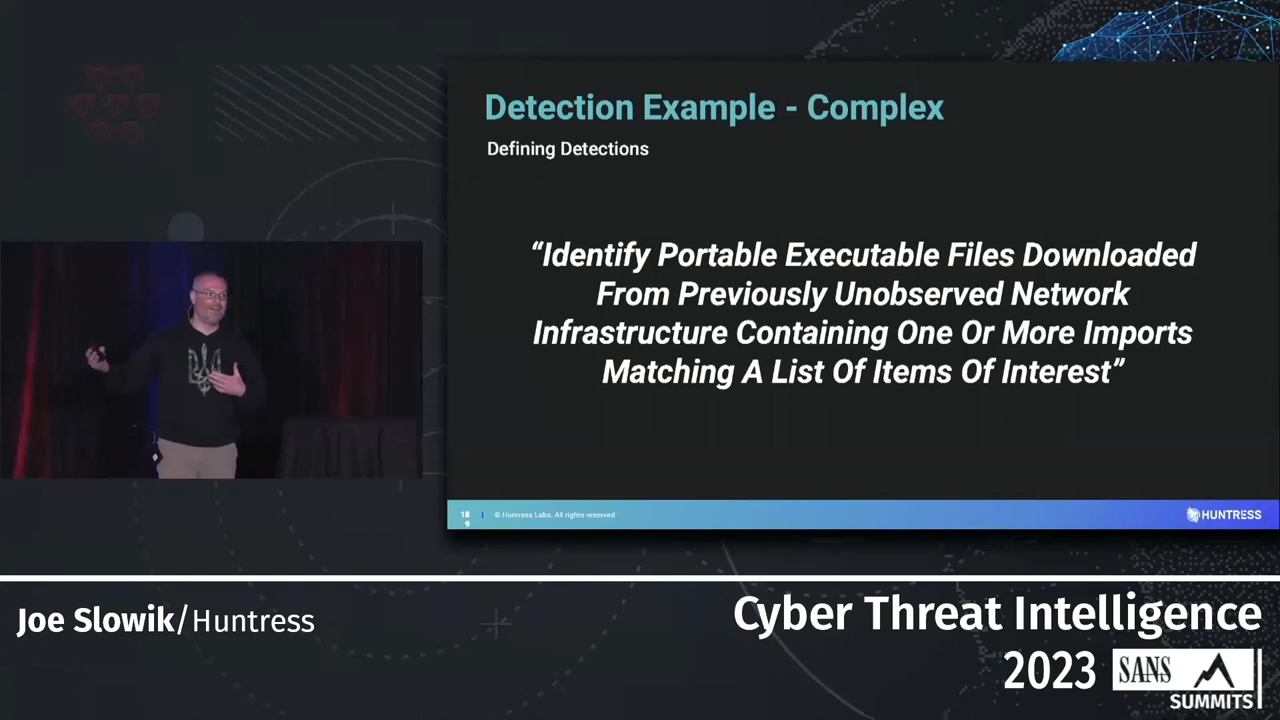 Detection Example - Complex
Defining Detections
“Identify Portable Executable Files Downloaded
From Previously Unobserved Network
Infrastructure Containing One Or More Imports
Matching A List Of Items Of Interest”
18
9
© Huntress Labs. All rights reserved
HUNTRESS
Joe Slowik/Huntress
Cyber Threat Intelligence
2023
SANS
SUMMITS